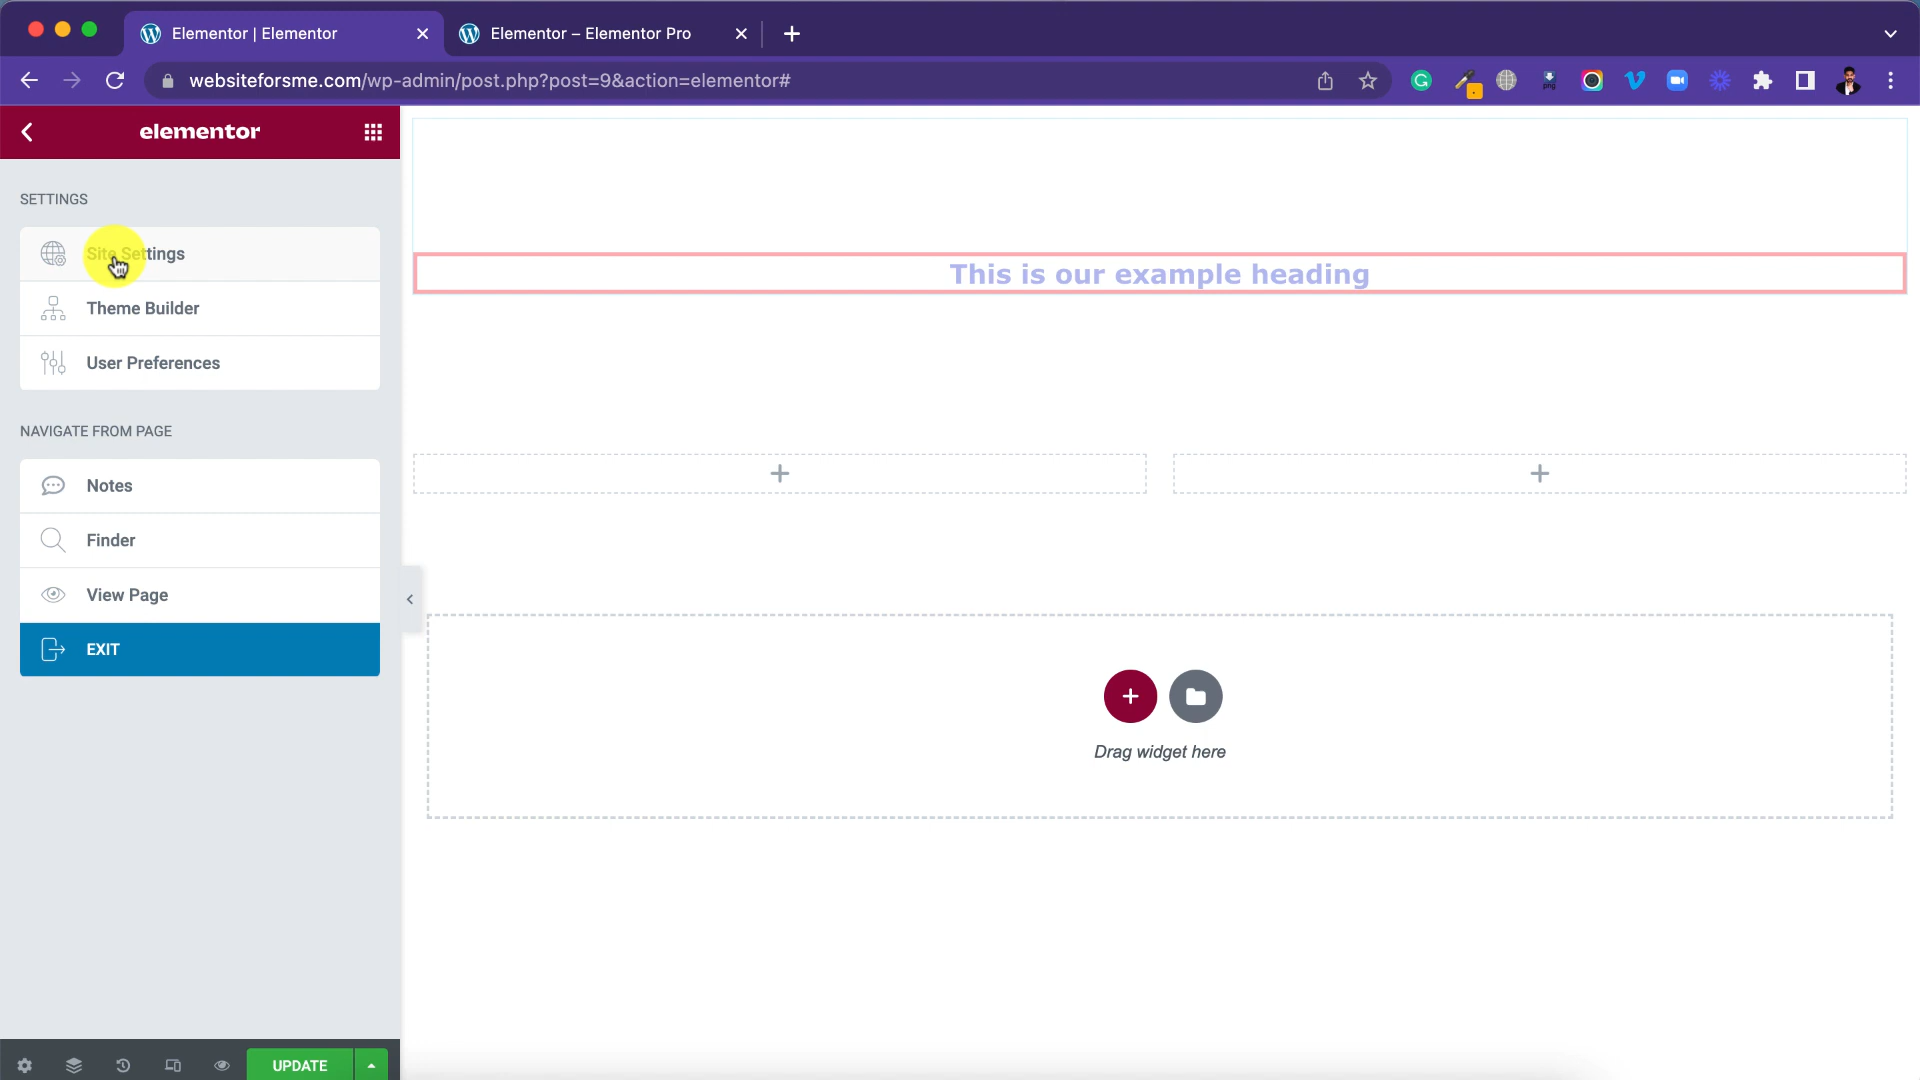 Elementor | Elementor
Elementor – Elementor Pro
websiteforsme.com/wp-admin/post.php?post=9&action=elementor#
elementor
SETTINGS
Site Settings
Theme Builder
User Preferences
NAVIGATE FROM PAGE
Notes
Finder
View Page
EXIT
UPDATE
This is our example heading
Drag widget here